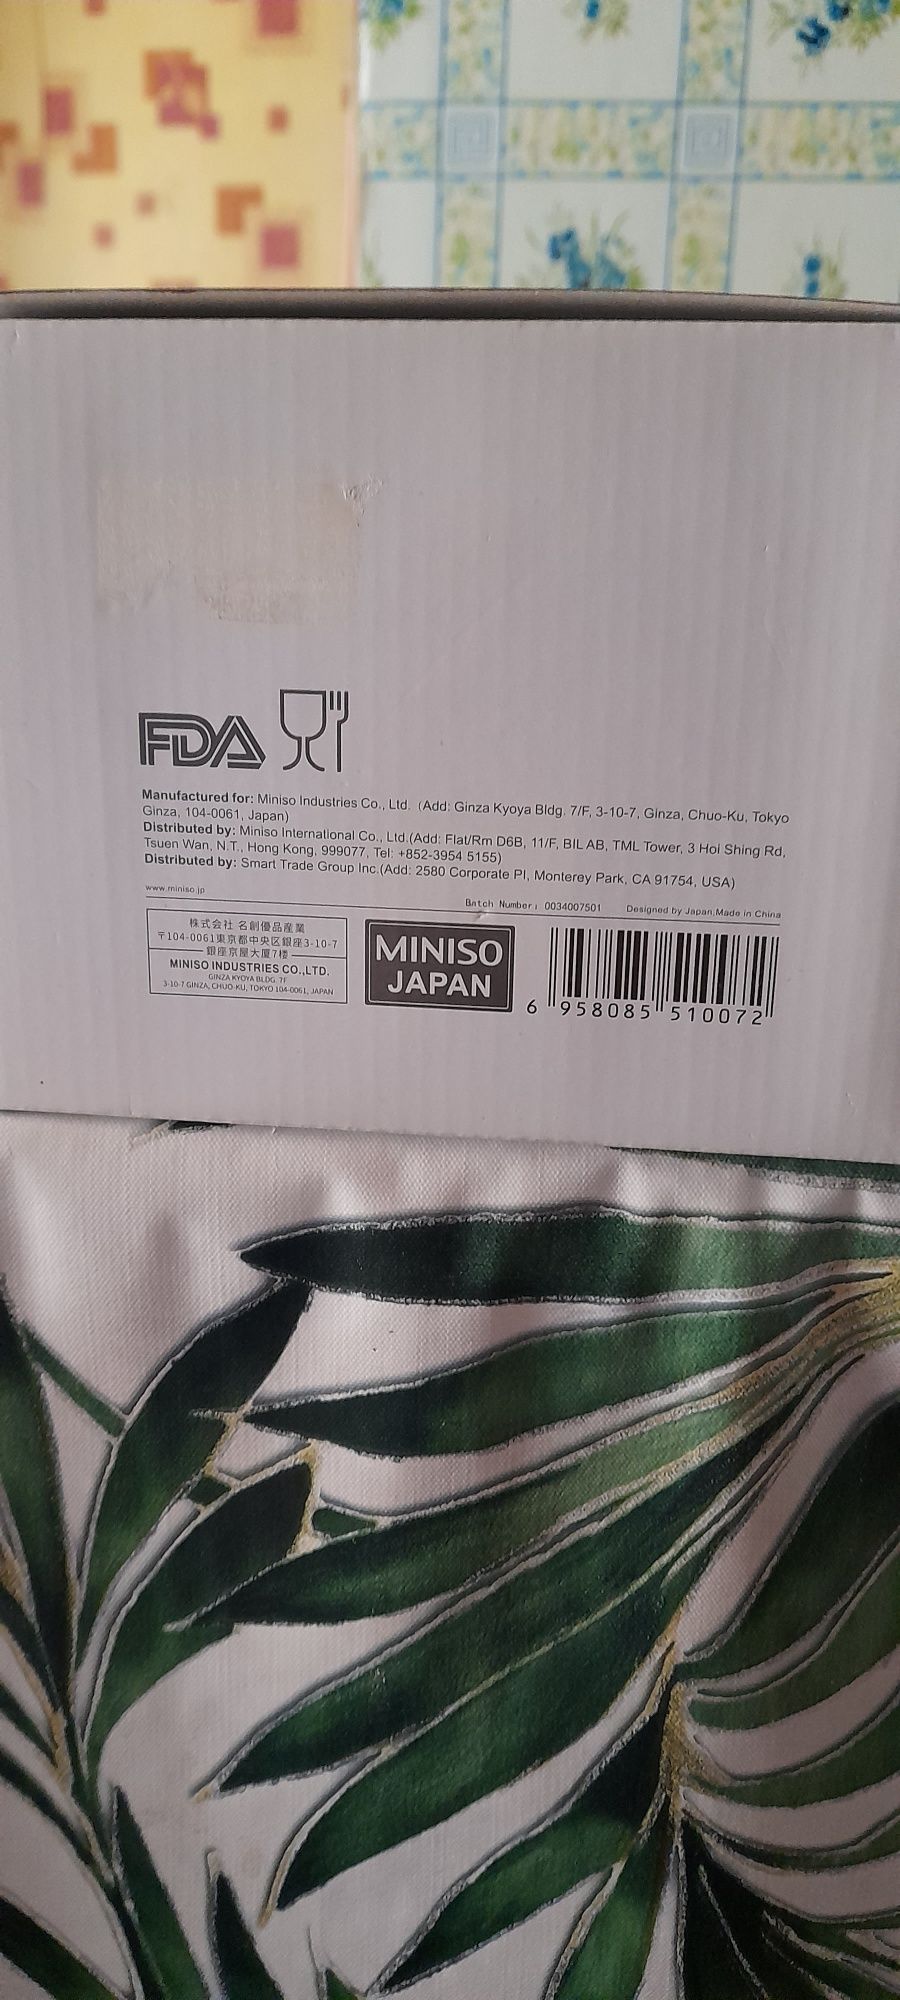 FDA
Manufactured for: Miniso Industries Co., Ltd. (Add: Ginza Kyoya Bldg. 7/F, 3-10-7, Ginza, Chuo-Ku, Tokyo
Ginza, 104-0061, Japan)
Distributed by: Miniso International Co., Ltd.(Add: Flat/Rm D6B, 11/F, BIL AB, TML Tower, 3 Hoi Shing Rd,
Tsuen Wan, N.T., Hong Kong, 999077, Tel: +852-3954 5155)
Distributed by: Smart Trade Group Inc.(Add: 2580 Corporate Pl, Monterey Park, CA 91754, USA)
www.miniso.jp
Batch Number: 0034007501 Designed by Japan,Made in China
株式会社 名創優品産業
〒104-0061東京都中央区銀座3-10-7
銀座京屋大廈7楼
MINISO INDUSTRIES CO.,LTD.
GINZA KYOYA BLDG. 7F
3-10-7 GINZA, CHUO-KU, TOKYO 104-0061, JAPAN
MINISO
JAPAN
6 958085 510072